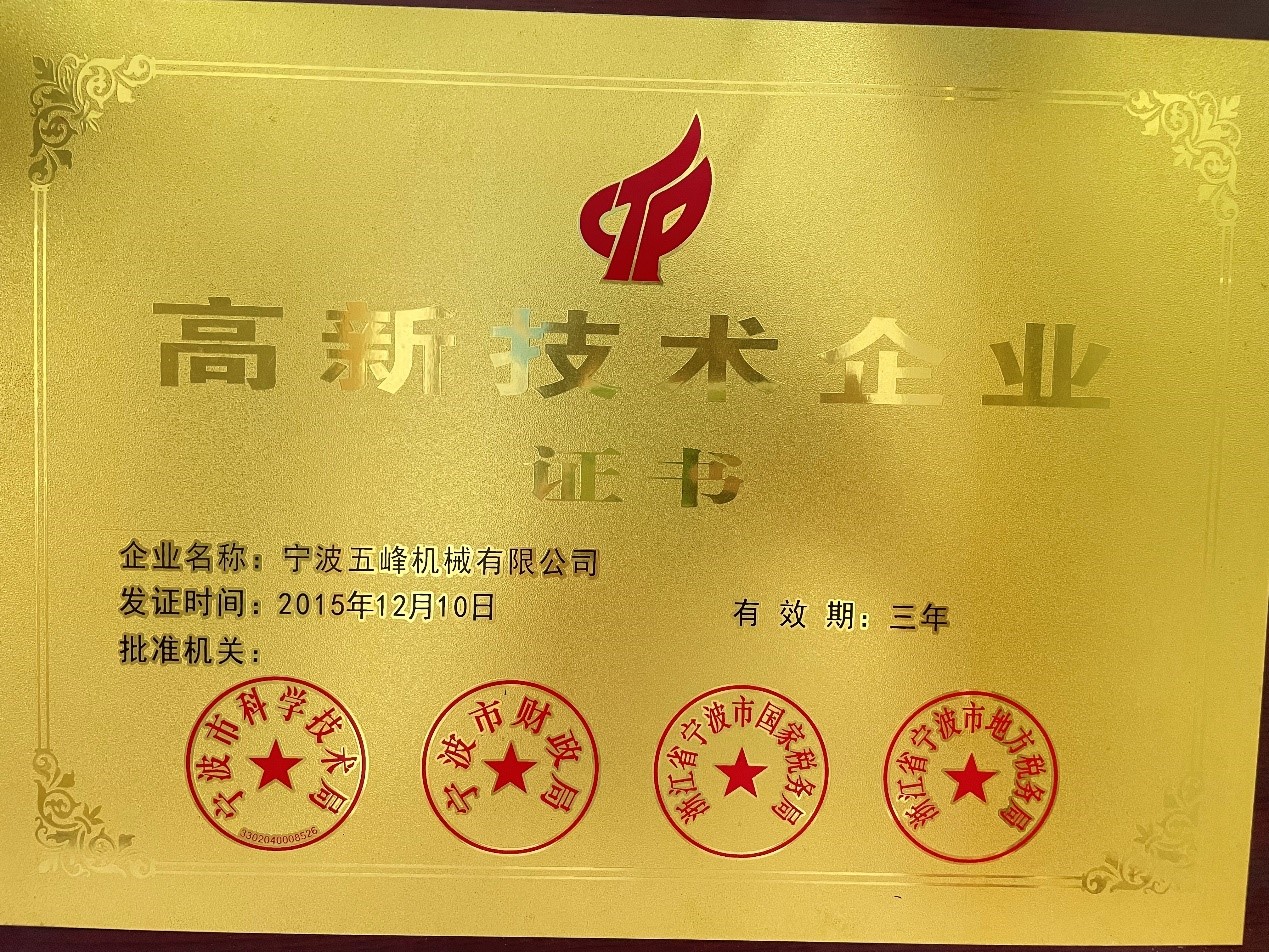 CTP
高新技术企业
证书
企业名称：宁波五峰机械有限公司
发证时间：2015年12月10日
有效期：三年
批准机关：
宁波市科学技术局
3302040008526
宁波市财政局
浙江省宁波市国家税务局
浙江省宁波市地方税务局